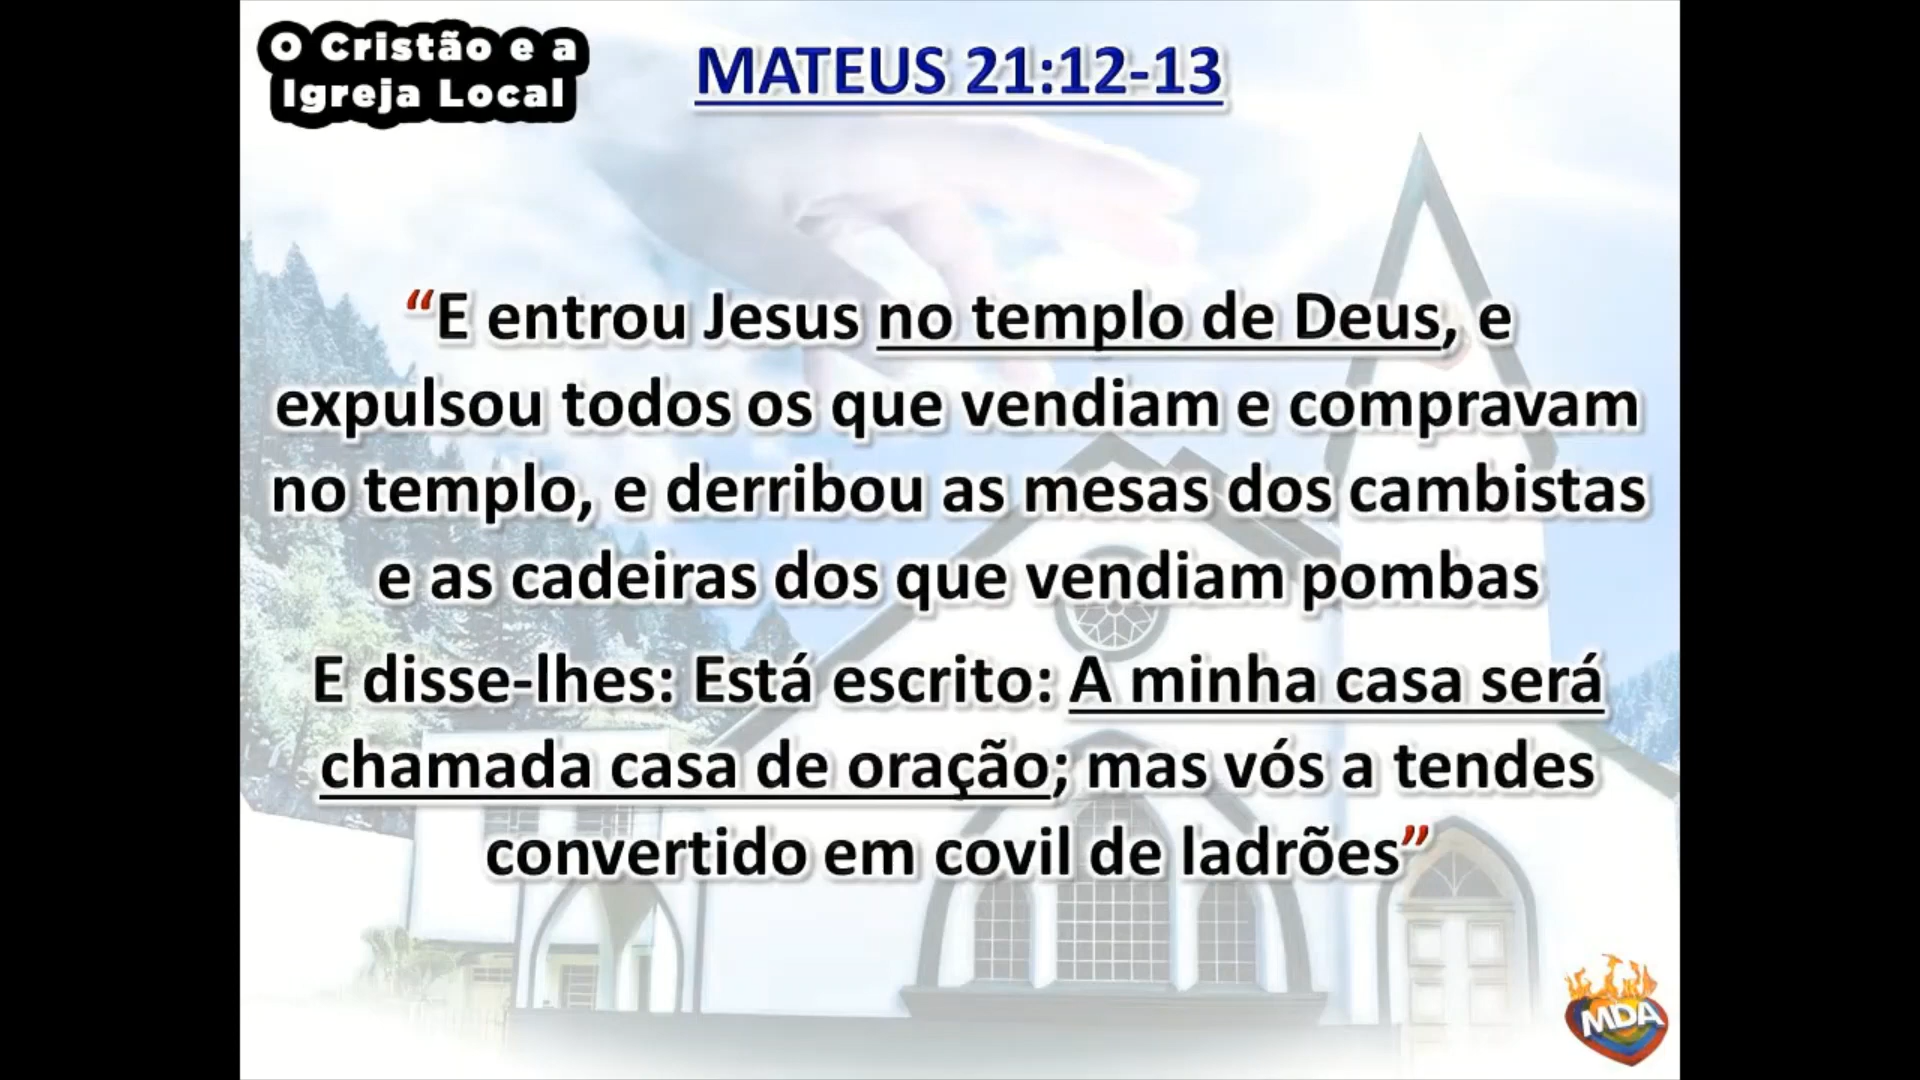 O Cristão e a
Igreja Local
MATEUS 21:12-13
“E entrou Jesus no templo de Deus, e
expulsou todos os que vendiam e compravam
no templo, e derribou as mesas dos cambistas
e as cadeiras dos que vendiam pombas
E disse-lhes: Está escrito: A minha casa será
chamada casa de oração; mas vós a tendes
convertido em covil de ladrões”
MDA